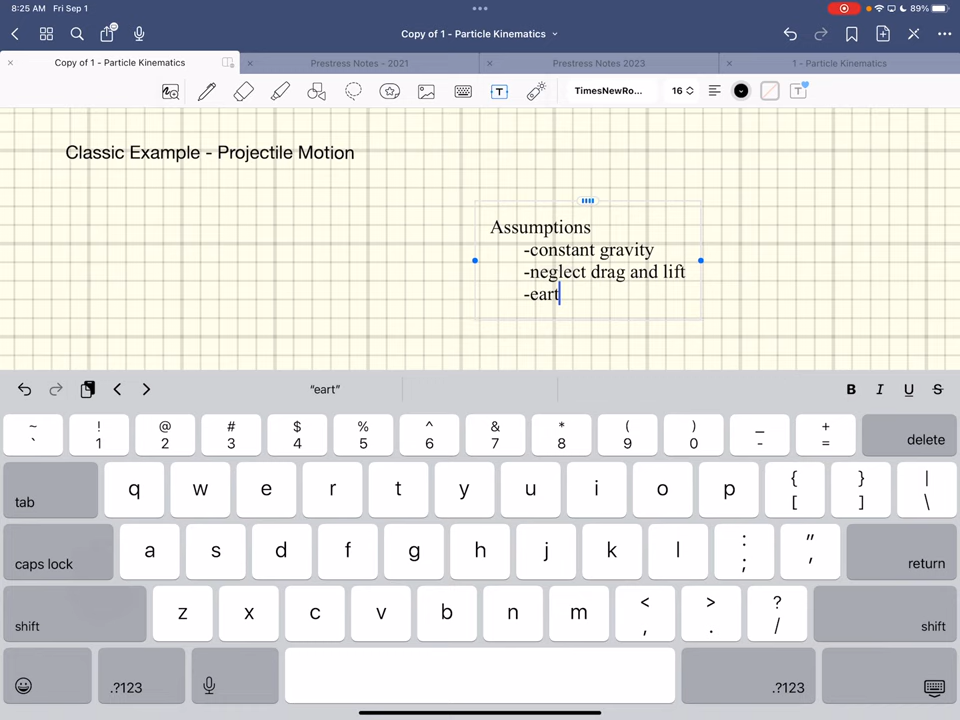 8:25 AM Fri Sep 1
89%
Copy of 1 - Particle Kinematics
Copy of 1 - Particle Kinematics
Prestress Notes - 2021
Prestress Notes 2023
1 - Particle Kinematics
TimesNewRo...
16
T
T
Classic Example - Projectile Motion
Assumptions
-constant gravity
-neglect drag and lift
-eart
“eart”
B I U S
~ ! @ # $ % ^ & * ( ) _ +
` 1 2 3 4 5 6 7 8 9 0 - = delete
tab q w e r t y u i o p { [ } ] | \
caps lock a s d f g h j k l : ; " ' return
shift z x c v b n m < , > . ? / shift
.?123 .?123